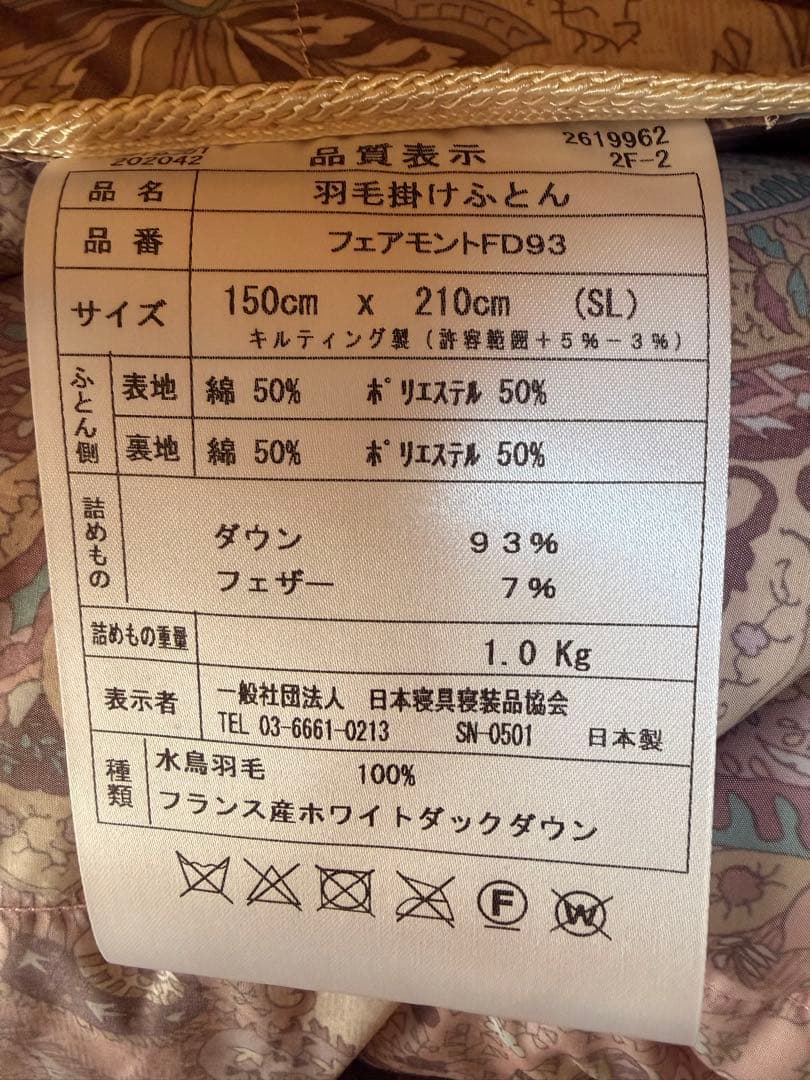 202042 品質表示 2619962
2F-2
品名 羽毛掛けふとん
品番 フェアモントFD93
サイズ 150cm x 210cm (SL)
キルティング製(許容範囲+5%-3%)
ふとん側 表地 綿 50% ポリエステル 50%
裏地 綿 50% ポリエステル 50%
詰めもの ダウン 93%
フェザー 7%
詰めもの重量 1.0 Kg
表示者 一般社団法人 日本寝具寝装品協会
TEL 03-6661-0213 SN-0501 日本製
種類 水鳥羽毛 100%
フランス産ホワイトダックダウン
F W